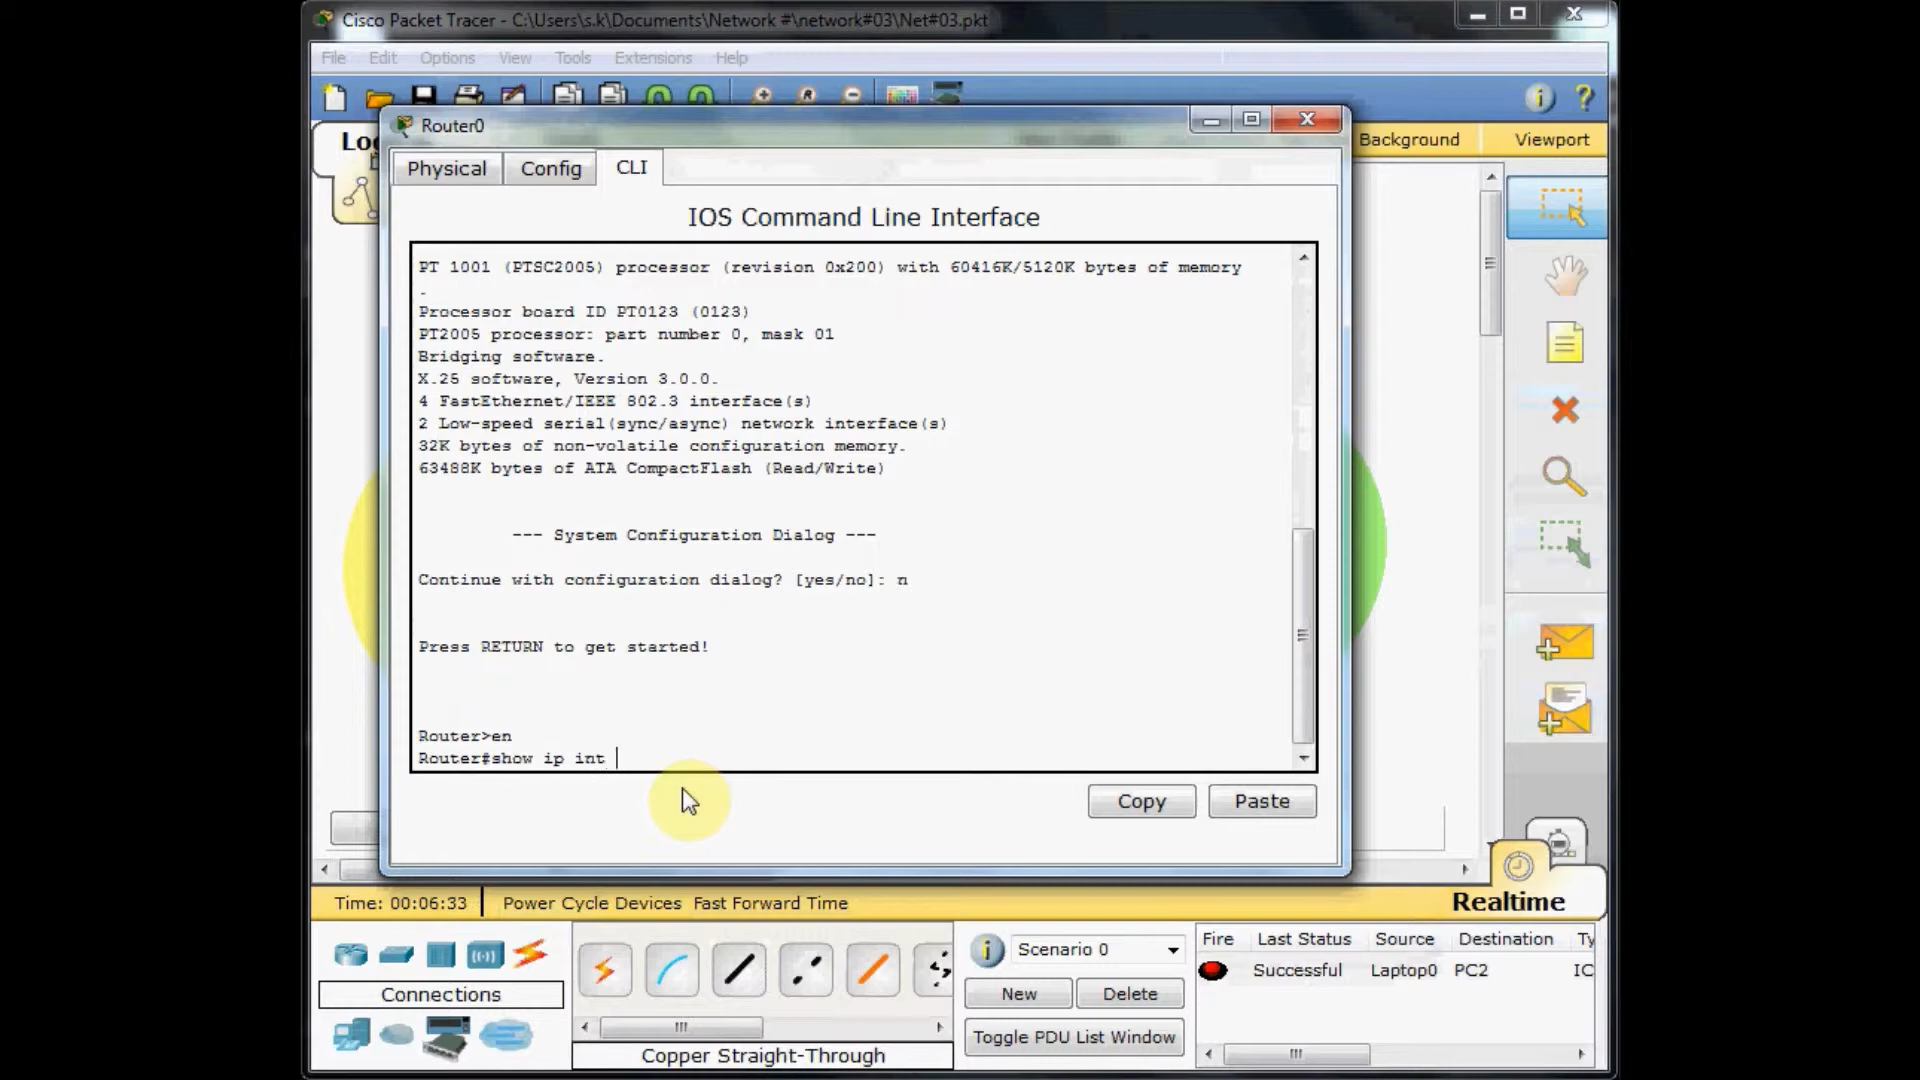 Cisco Packet Tracer - C:\Users\s.k\Documents\Network #\network#03\Net#03.pkt
File Edit Options View Tools Extensions Help
Router0
Background Viewport
Physical Config CLI
IOS Command Line Interface
PT 1001 (PTSC2005) processor (revision 0x200) with 60416K/5120K bytes of memory
.
Processor board ID PT0123 (0123)
PT2005 processor: part number 0, mask 01
Bridging software.
X.25 software, Version 3.0.0.
4 FastEthernet/IEEE 802.3 interface(s)
2 Low-speed serial(sync/async) network interface(s)
32K bytes of non-volatile configuration memory.
63488K bytes of ATA CompactFlash (Read/Write)
--- System Configuration Dialog ---
Continue with configuration dialog? [yes/no]: n
Press RETURN to get started!
Router>en
Router#show ip int
Copy Paste
Realtime
Time: 00:06:33 Power Cycle Devices Fast Forward Time
Fire Last Status Source Destination Ty
Scenario 0
Successful Laptop0 PC2 IC
Connections
New Delete
Toggle PDU List Window
Copper Straight-Through